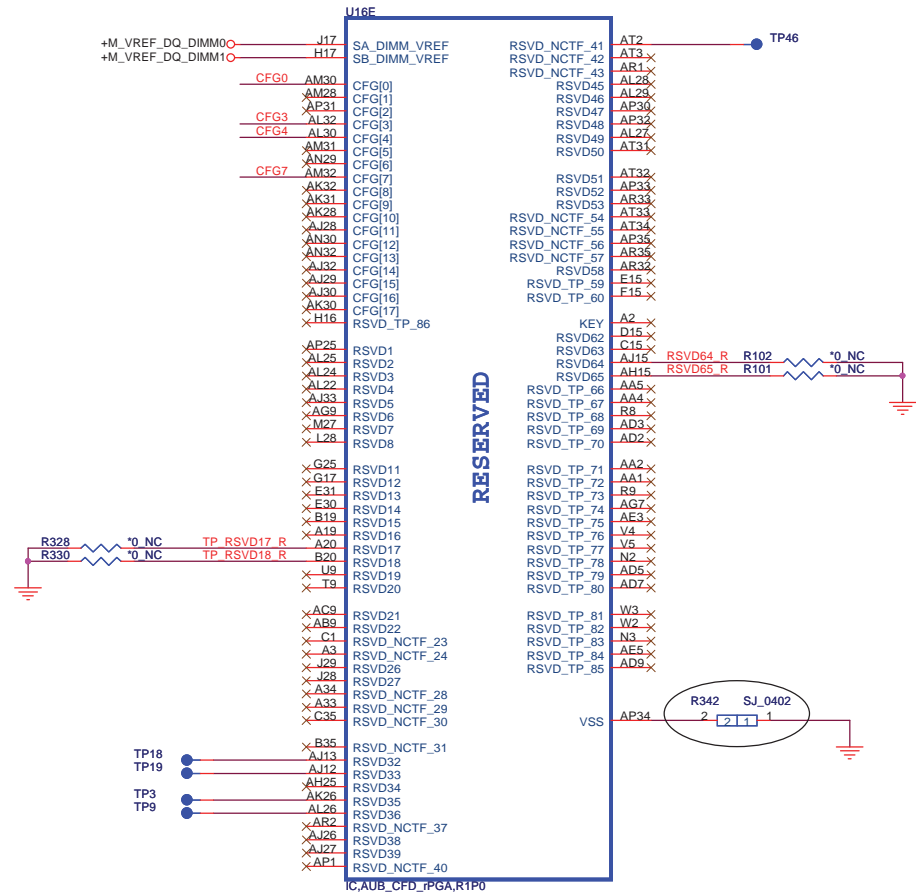 U16E
+M_VREF_DQ_DIMM0 J17 SA_DIMM_VREF
+M_VREF_DQ_DIMM1 H17 SB_DIMM_VREF
CFG0 AM30 CFG[0]
AM28 CFG[1]
AP31 CFG[2]
CFG3 AL32 CFG[3]
CFG4 AL30 CFG[4]
AM31 CFG[5]
AN29 CFG[6]
CFG7 AM32 CFG[7]
AK32 CFG[8]
AK31 CFG[9]
AK28 CFG[10]
AJ28 CFG[11]
AN30 CFG[12]
AN32 CFG[13]
AJ32 CFG[14]
AJ29 CFG[15]
AJ30 CFG[16]
AK30 CFG[17]
H16 RSVD_TP_86
AP25 RSVD1
AL25 RSVD2
AL24 RSVD3
AL22 RSVD4
AJ33 RSVD5
AG9 RSVD6
M27 RSVD7
L28 RSVD8
G25 RSVD11
G17 RSVD12
E31 RSVD13
E30 RSVD14
B19 RSVD15
A19 RSVD16
R328 *0_NC TP_RSVD17_R A20 RSVD17
R330 *0_NC TP_RSVD18_R B20 RSVD18
U9 RSVD19
T9 RSVD20
AC9 RSVD21
AB9 RSVD22
C1 RSVD_NCTF_23
A3 RSVD_NCTF_24
J29 RSVD26
J28 RSVD27
A34 RSVD_NCTF_28
A33 RSVD_NCTF_29
C35 RSVD_NCTF_30
B35 RSVD_NCTF_31
TP18 AJ13 RSVD32
TP19 AJ12 RSVD33
AH25 RSVD34
TP3 AK26 RSVD35
TP9 AL26 RSVD36
AR2 RSVD_NCTF_37
AJ26 RSVD38
AJ27 RSVD39
AP1 RSVD_NCTF_40
RESERVED
RSVD_NCTF_41 AT2 TP46
RSVD_NCTF_42 AT3
RSVD_NCTF_43 AR1
RSVD45 AL28
RSVD46 AL29
RSVD47 AP30
RSVD48 AP32
RSVD49 AL27
RSVD50 AT31
RSVD51 AT32
RSVD52 AP33
RSVD53 AR33
RSVD_NCTF_54 AT33
RSVD_NCTF_55 AT34
RSVD_NCTF_56 AP35
RSVD_NCTF_57 AR35
RSVD58 AR32
RSVD_TP_59 E15
RSVD_TP_60 F15
KEY A2
RSVD62 D15
RSVD63 C15
RSVD64 AJ15 RSVD64_R R102 *0_NC
RSVD65 AH15 RSVD65_R R101 *0_NC
RSVD_TP_66 AA5
RSVD_TP_67 AA4
RSVD_TP_68 R8
RSVD_TP_69 AD3
RSVD_TP_70 AD2
RSVD_TP_71 AA2
RSVD_TP_72 AA1
RSVD_TP_73 R9
RSVD_TP_74 AG7
RSVD_TP_75 AE3
RSVD_TP_76 V4
RSVD_TP_77 V5
RSVD_TP_78 N2
RSVD_TP_79 AD5
RSVD_TP_80 AD7
RSVD_TP_81 W3
RSVD_TP_82 W2
RSVD_TP_83 N3
RSVD_TP_84 AE5
RSVD_TP_85 AD9
R342 SJ_0402
VSS AP34 2 2 1 1
IC,AUB_CFD_rPGA,R1P0